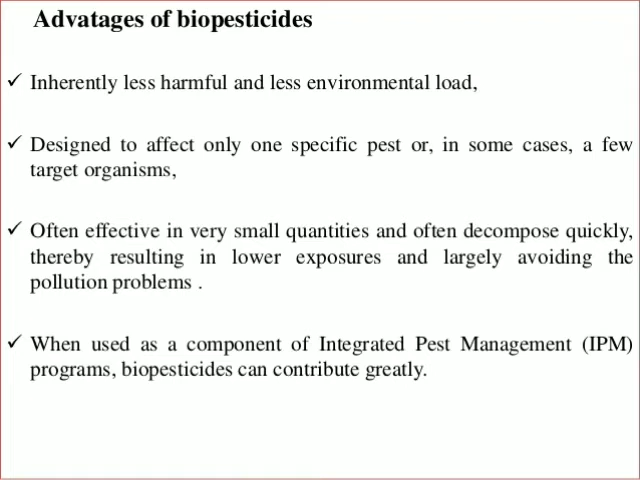 Advatages of biopesticides
✓ Inherently less harmful and less environmental load,
✓ Designed to affect only one specific pest or, in some cases, a few
target organisms,
✓ Often effective in very small quantities and often decompose quickly,
thereby resulting in lower exposures and largely avoiding the
pollution problems .
✓ When used as a component of Integrated Pest Management (IPM)
programs, biopesticides can contribute greatly.